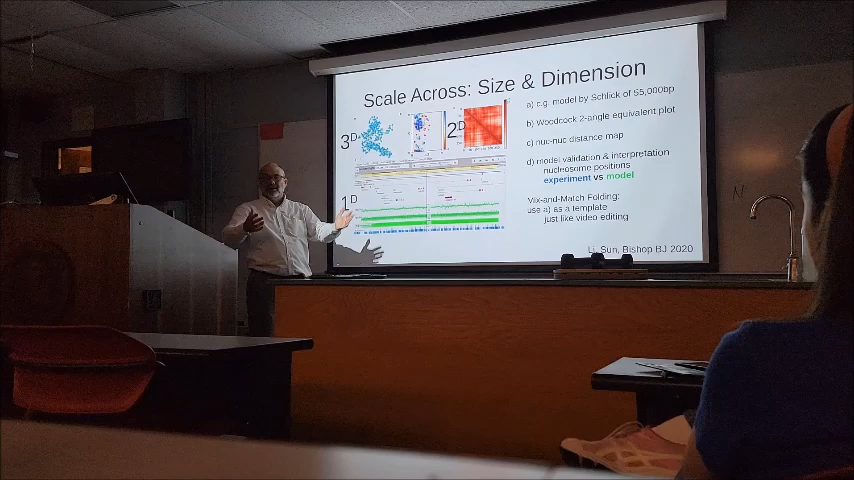 Scale Across: Size & Dimension
3D
2D
1D
a) e.g. model by Schlick of 55,000bp
b) Woodcock 2-angle equivalent plot
c) nuc-nuc distance map
d) model validation & interpretation
nucleosome positions
experiment vs model
Mix-and-Match Folding:
use a) as a template
just like video editing
Li, Sun, Bishop BJ 2020